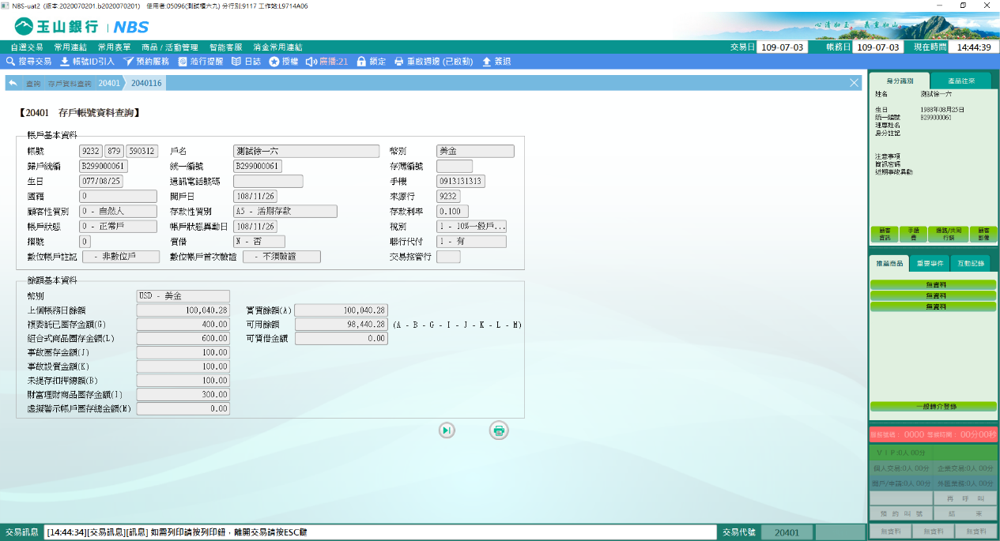 NBS-uat2 (版本:2020070201.b2020070201) 使用者:05096(測試櫃六九) 分行別:9117 工作站:L9714A06
玉山銀行 NBS
心清如玉,義重如山
自選交易 常用連結 常用表單 商品 / 活動管理 智能客服 消金常用連結 交易日 109-07-03 帳務日 109-07-03 現在時間 14:44:39
搜尋交易 帳號ID引入 預約服務 流行提醒 日誌 授權 廣播:21 鎖定 重啟週邊 (已啟動) 簽退
查詢 存戶資料查詢 20401 2040116
【20401 存戶帳號資料查詢】
帳戶基本資料
帳號 9232 879 590312 戶名 測試徐一六 幣別 美金
歸戶統編 B299000061 統一編號 B299000061 存簿編號
生日 077/08/25 通訊電話號碼 手機 0913131313
國籍 0 開戶日 108/11/26 來源行 9232
顧客性質別 0 - 自然人 存款性質別 A5 - 活期存款 存款利率 0.100
帳戶狀態 0 - 正常戶 帳戶狀態異動日 108/11/26 稅別 1 - 10%一般戶...
摺號 0 質借 N - 否 聯行代付 1 - 有
數位帳戶註記 - 非數位戶 數位帳戶首次驗證 - 不須驗證 交易控管行
餘額基本資料
幣別 USD - 美金
上個帳務日餘額 100,040.28 實質餘額(A) 100,040.28
複委託已圈存金額(G) 400.00 可用餘額 98,440.28 (A - B - G - I - J - K - L - M)
組合式商品圈存金額(L) 600.00 可質借金額 0.00
事故圈存金額(J) 100.00
事故設質金額(K) 100.00
未提存扣押總額(B) 100.00
財富理財商品圈存金額(I) 300.00
虛擬警示帳戶圈存總金額(M) 0.00
身分識別 產品往來
姓名 測試徐一六
生日 1988年08月25日
統一編號 B299000061
理專姓名
身分註記
注意事項
簡訊密碼
近期事故異動
顧客資訊 手續費 通路/共同行銷 顧客影像
推薦商品 重要事件 互動記錄
無資料
無資料
無資料
一般轉介登錄
0000 等候時間: 00分00秒
V I P:0人 00分
個人交易:0人 00分 企業交易:0人 00分
開戶/申請:0人 00分 外匯業務:0人 00分
再 呼 叫
預 約 叫 號 結 束
無資料 無資料 無資料
交易訊息 [14:44:34][交易訊息][訊息] 如需列印請按列印鈕,離開交易請按ESC鍵 交易代號 20401